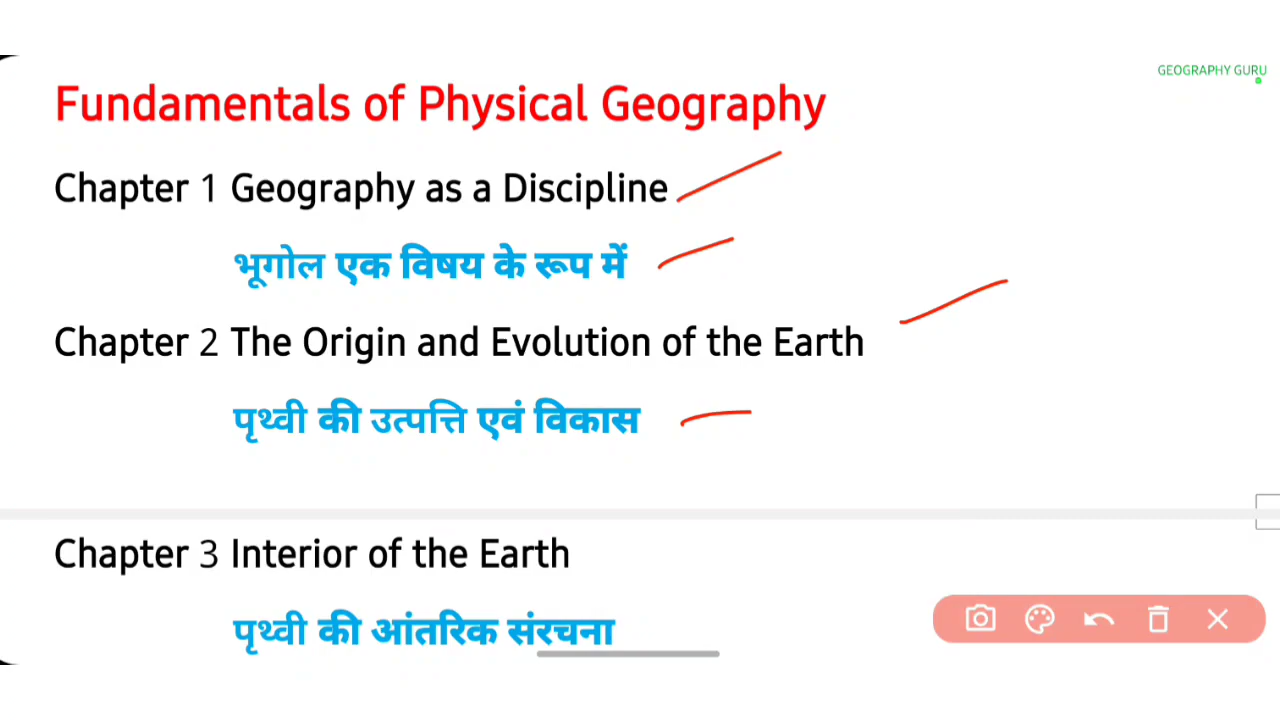 GEOGRAPHY GURU
Fundamentals of Physical Geography
Chapter 1 Geography as a Discipline
भूगोल एक विषय के रूप में
Chapter 2 The Origin and Evolution of the Earth
पृथ्वी की उत्पत्ति एवं विकास
Chapter 3 Interior of the Earth
पृथ्वी की आंतरिक संरचना